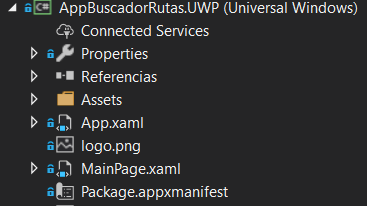 AppBuscadorRutas.UWP (Universal Windows)
Connected Services
Properties
Referencias
Assets
App.xaml
logo.png
MainPage.xaml
Package.appxmanifest